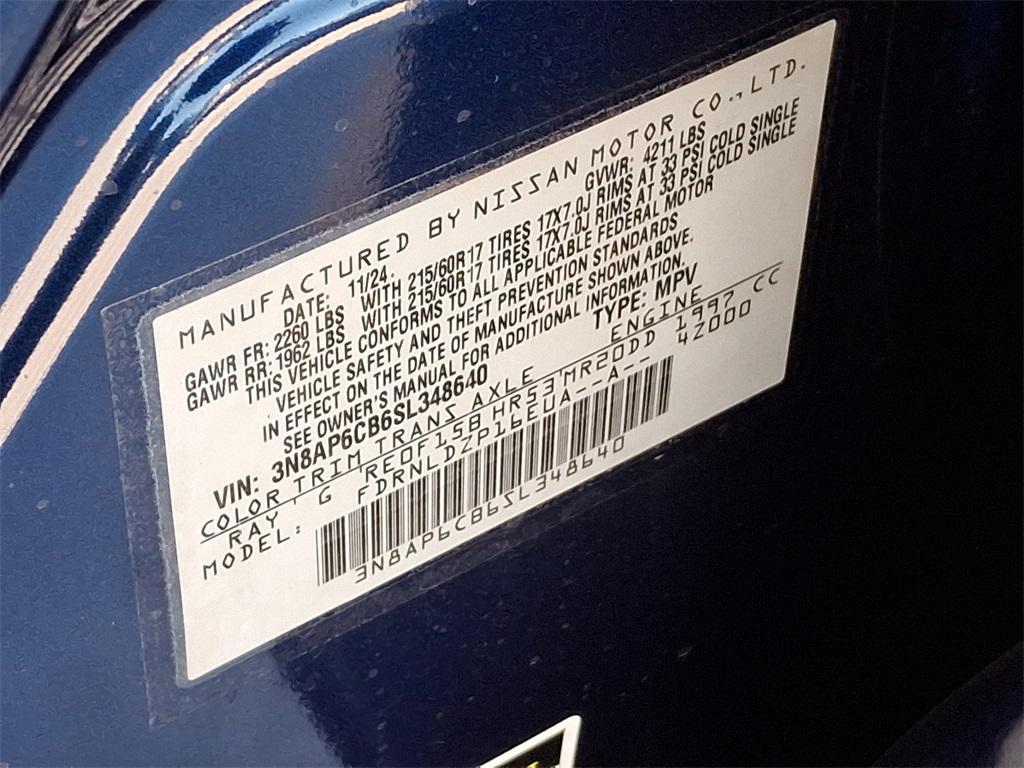 MANUFACTURED BY NISSAN MOTOR CO., LTD.
DATE: 11/24 GVWR: 4211 LBS
GAWR FR: 2260 LBS WITH 215/60R17 TIRES 17X7.0J RIMS AT 33 PSI COLD SINGLE
GAWR RR: 1962 LBS WITH 215/60R17 TIRES 17X7.0J RIMS AT 33 PSI COLD SINGLE
THIS VEHICLE CONFORMS TO ALL APPLICABLE FEDERAL MOTOR
VEHICLE SAFETY AND THEFT PREVENTION STANDARDS
IN EFFECT ON THE DATE OF MANUFACTURE SHOWN ABOVE.
SEE OWNER'S MANUAL FOR ADDITIONAL INFORMATION.
VIN: 3N8AP6CB6SL348640 TYPE: MPV
COLOR TRIM TRANS AXLE ENGINE
RAY G RE0F15B HR53 MR20DD 1997 CC
MODEL: FDRNLDZP16EUA--A-- 42000
3N8AP6CB6SL348640